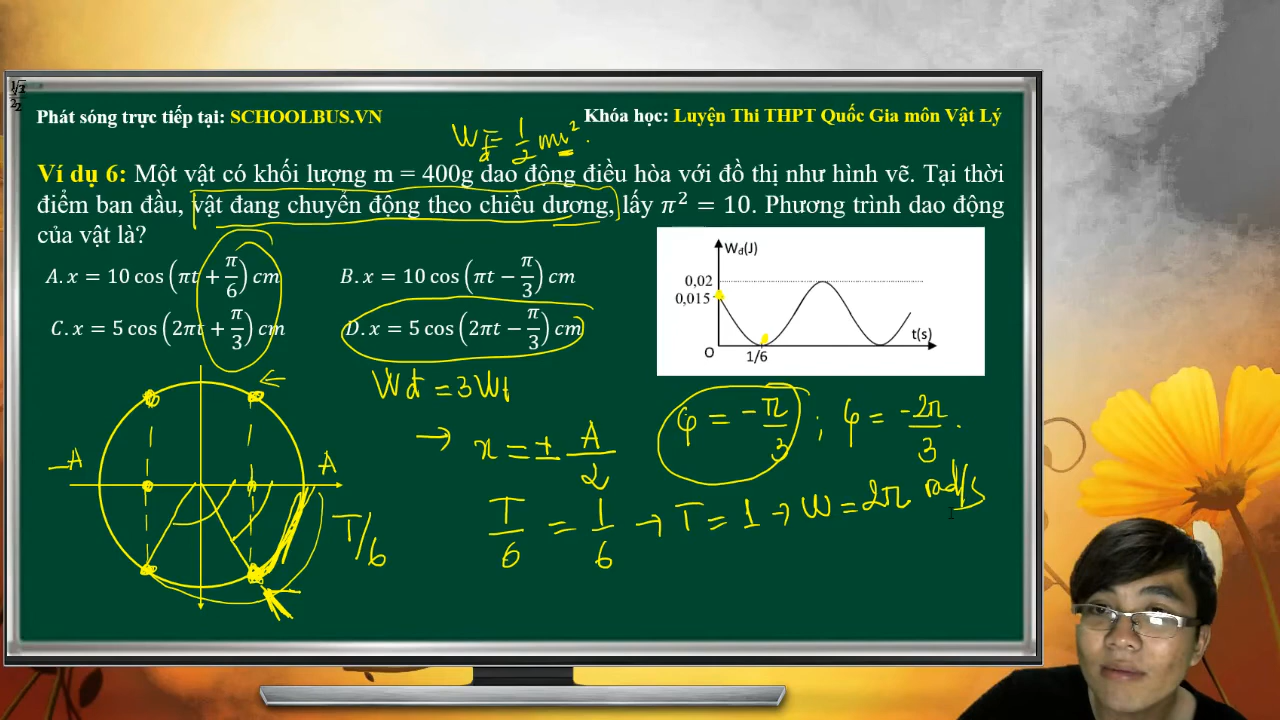 Phát sóng trực tiếp tại: SCHOOLBUS.VN
Khóa học: Luyện Thi THPT Quốc Gia môn Vật Lý
W_đ = 1/2 mv².
Ví dụ 6: Một vật có khối lượng m = 400g dao động điều hòa với đồ thị như hình vẽ. Tại thời
điểm ban đầu, vật đang chuyển động theo chiều dương, lấy π² = 10. Phương trình dao động
của vật là?
A. x = 10 cos (πt + π/6) cm
B. x = 10 cos (πt − π/3) cm
C. x = 5 cos (2πt + π/3) cm
D. x = 5 cos (2πt − π/3) cm
Wd(J)
0,02
0,015
O
1/6
t(s)
Wđ = 3Wt
→ x = ± A/2
φ = -π/3 ; φ = -2π/3.
-A
A
T/6
T/6 = 1/6 → T = 1 → W = 2π rad/s